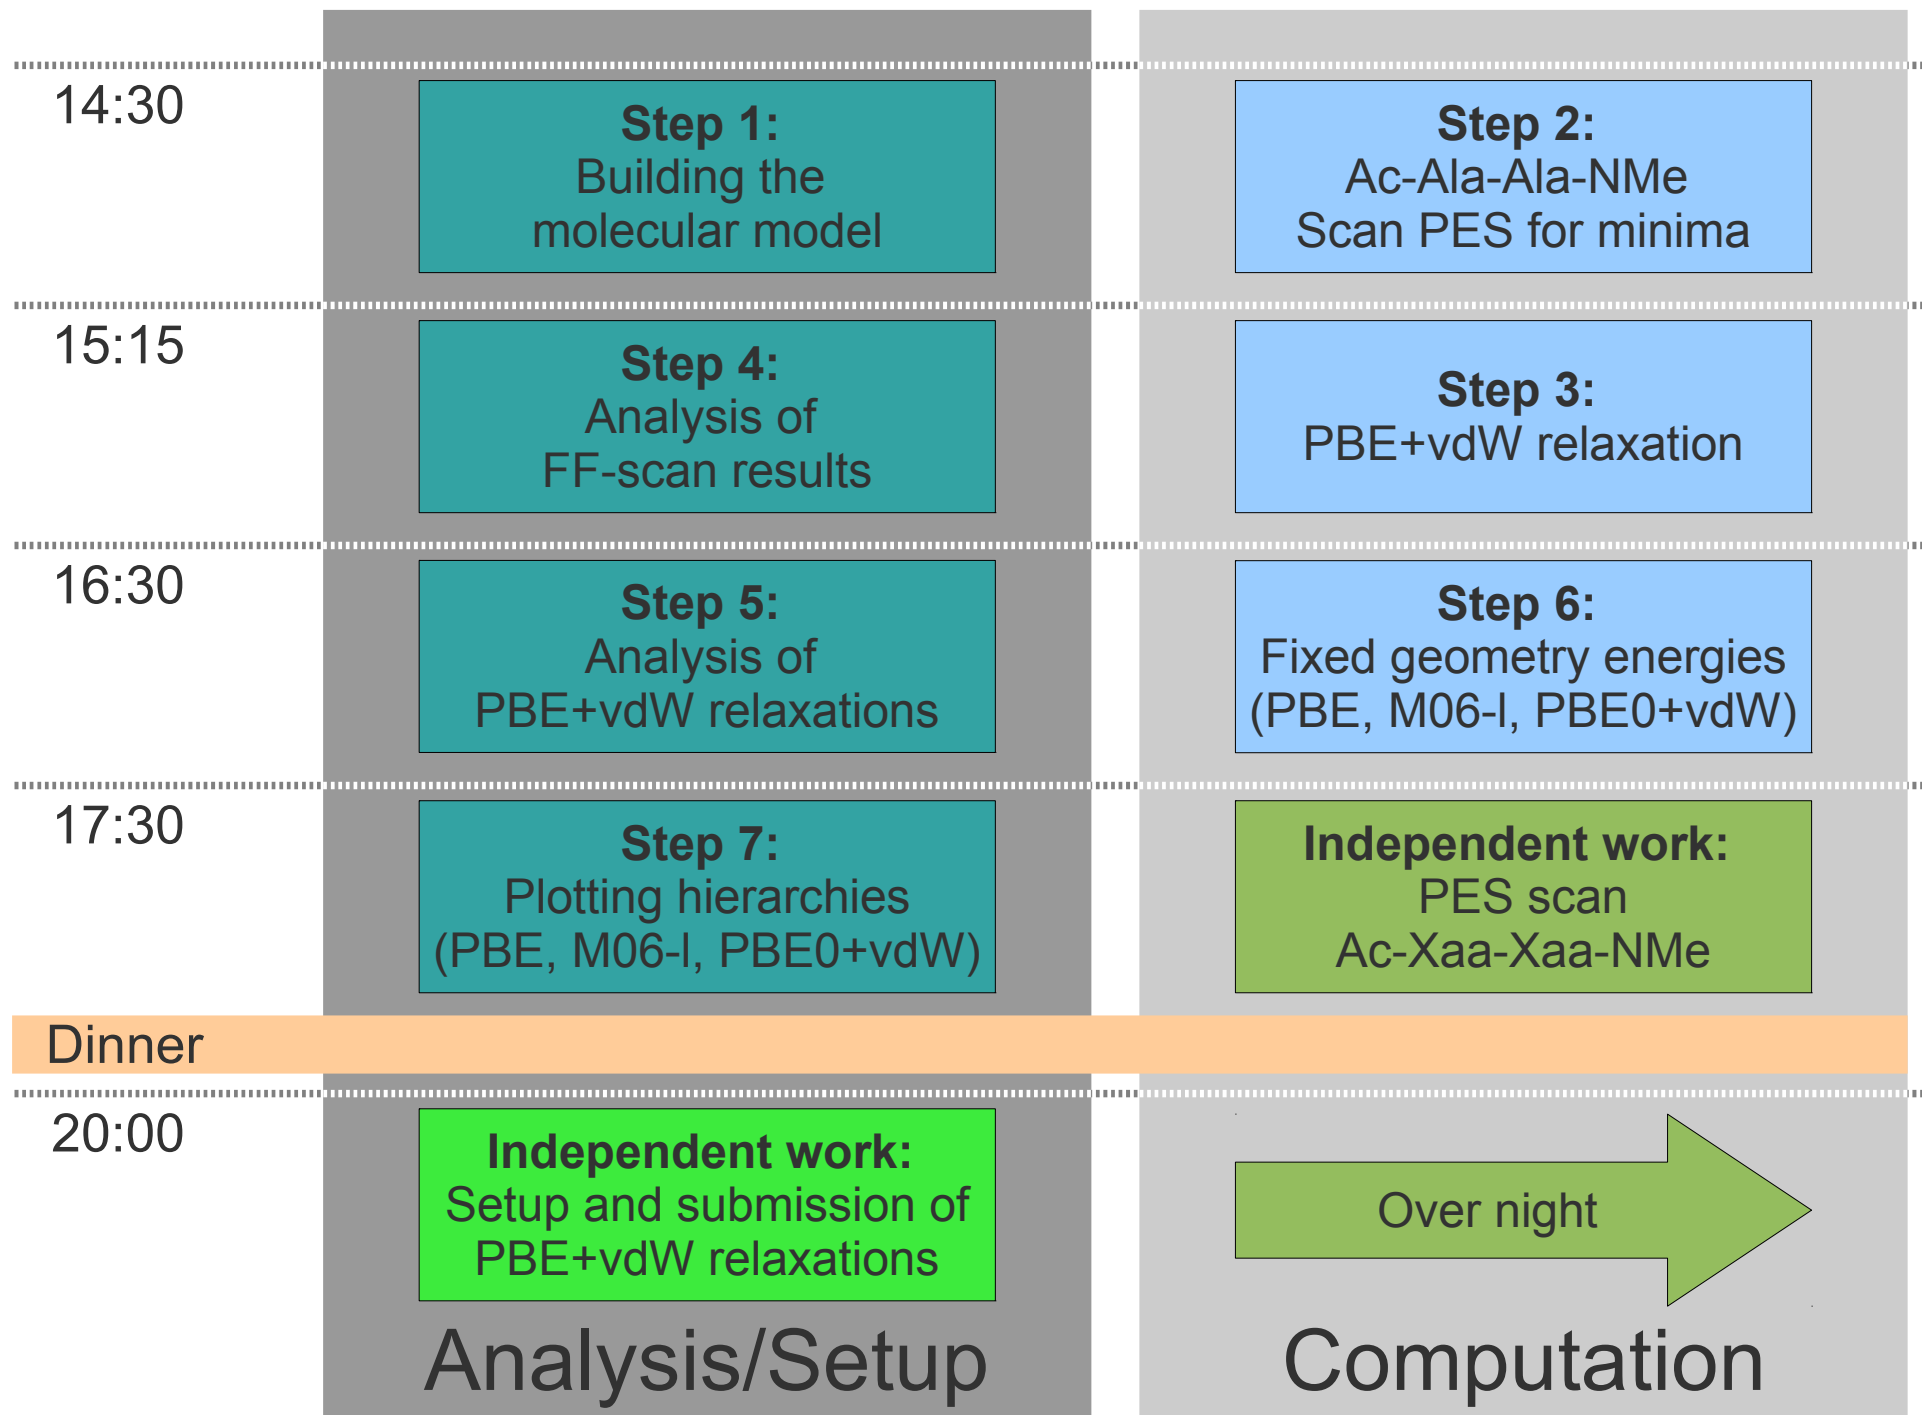 14:30
Step 1:
Building the
molecular model
Step 2:
Ac-Ala-Ala-NMe
Scan PES for minima
15:15
Step 4:
Analysis of
FF-scan results
Step 3:
PBE+vdW relaxation
16:30
Step 5:
Analysis of
PBE+vdW relaxations
Step 6:
Fixed geometry energies
(PBE, M06-l, PBE0+vdW)
17:30
Step 7:
Plotting hierarchies
(PBE, M06-l, PBE0+vdW)
Independent work:
PES scan
Ac-Xaa-Xaa-NMe
Dinner
20:00
Independent work:
Setup and submission of
PBE+vdW relaxations
Over night
Analysis/Setup
Computation